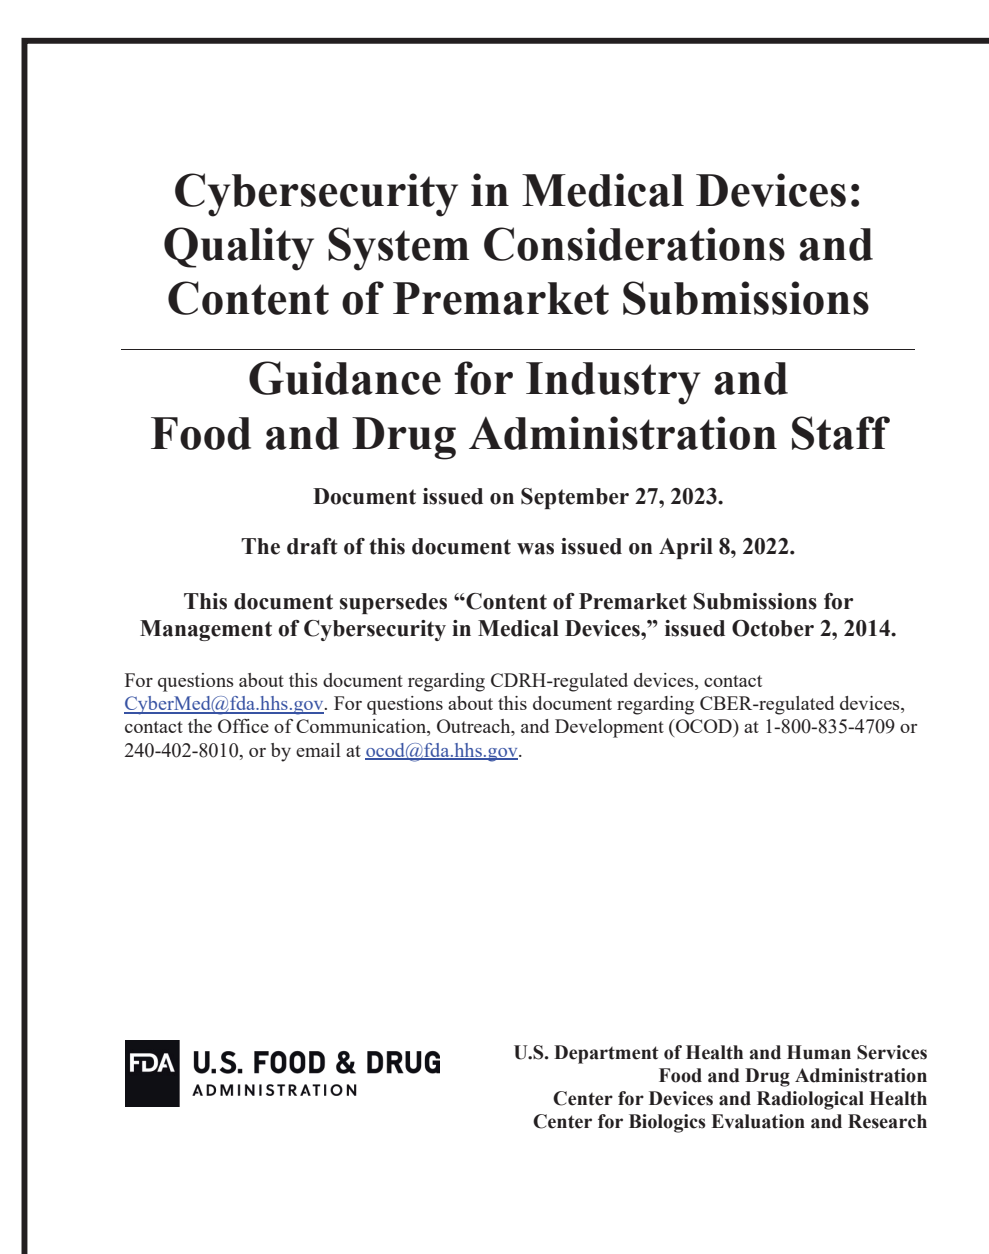 Cybersecurity in Medical Devices:
Quality System Considerations and
Content of Premarket Submissions
Guidance for Industry and
Food and Drug Administration Staff
Document issued on September 27, 2023.
The draft of this document was issued on April 8, 2022.
This document supersedes “Content of Premarket Submissions for
Management of Cybersecurity in Medical Devices,” issued October 2, 2014.
For questions about this document regarding CDRH-regulated devices, contact
CyberMed@fda.hhs.gov. For questions about this document regarding CBER-regulated devices,
contact the Office of Communication, Outreach, and Development (OCOD) at 1-800-835-4709 or
240-402-8010, or by email at ocod@fda.hhs.gov.
FDA U.S. FOOD & DRUG
ADMINISTRATION
U.S. Department of Health and Human Services
Food and Drug Administration
Center for Devices and Radiological Health
Center for Biologics Evaluation and Research